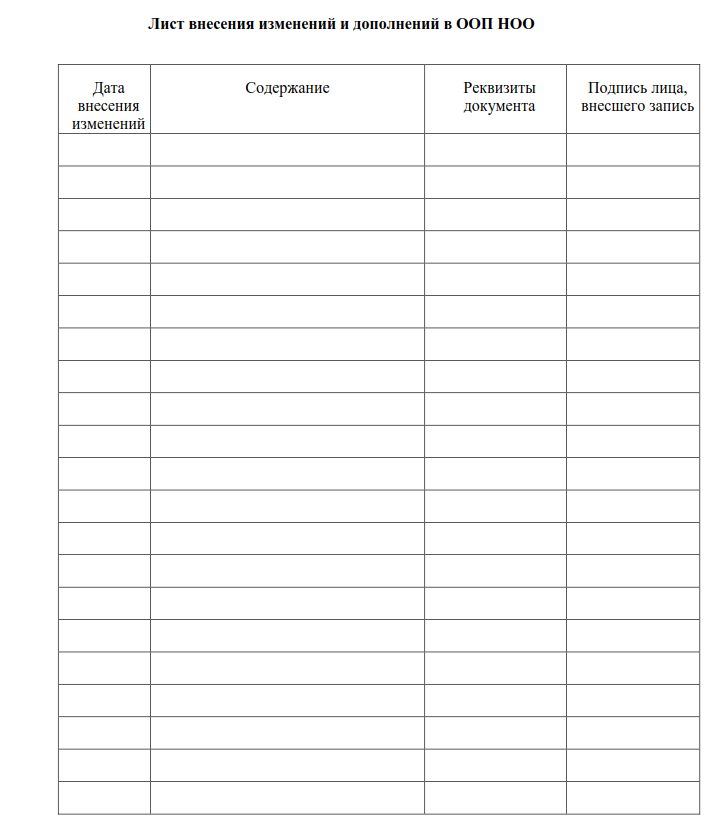 Лист внесения изменений и дополнений в ООП НОО
Дата
внесения
изменений
Содержание
Реквизиты
документа
Подпись лица,
внесшего запись